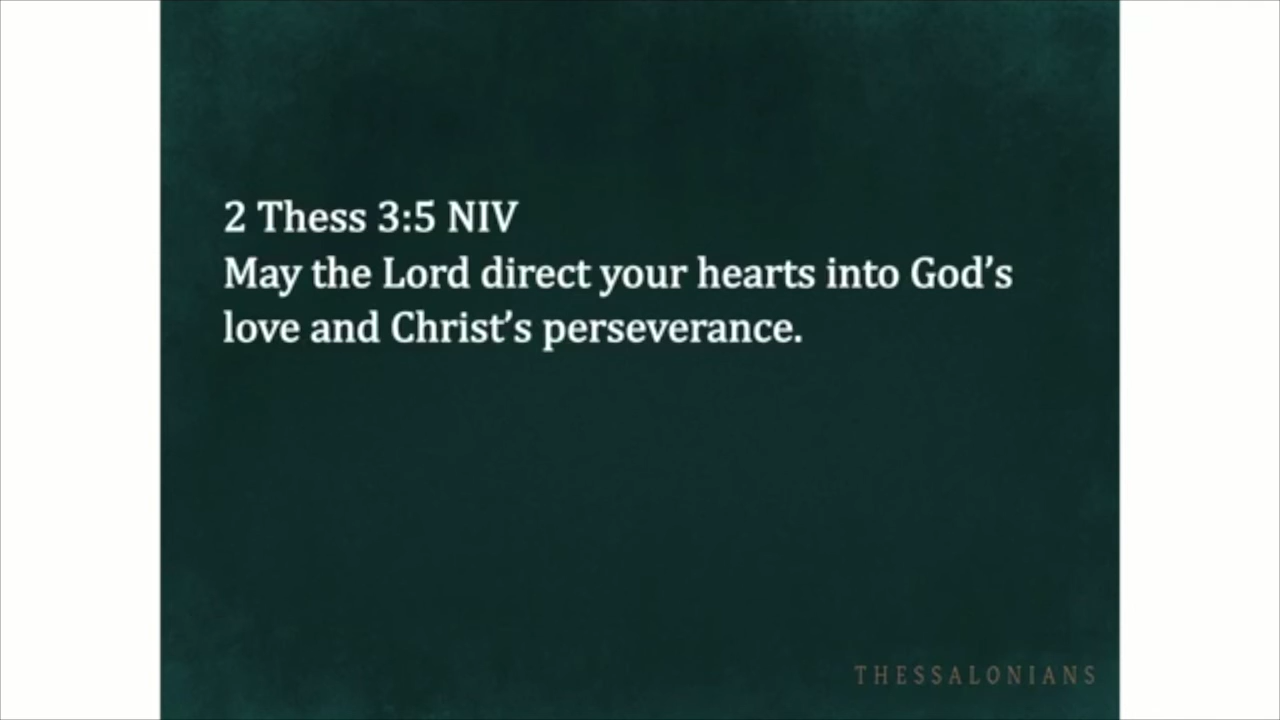 2 Thess 3:5 NIV
May the Lord direct your hearts into God’s
love and Christ’s perseverance.
THESSALONIANS